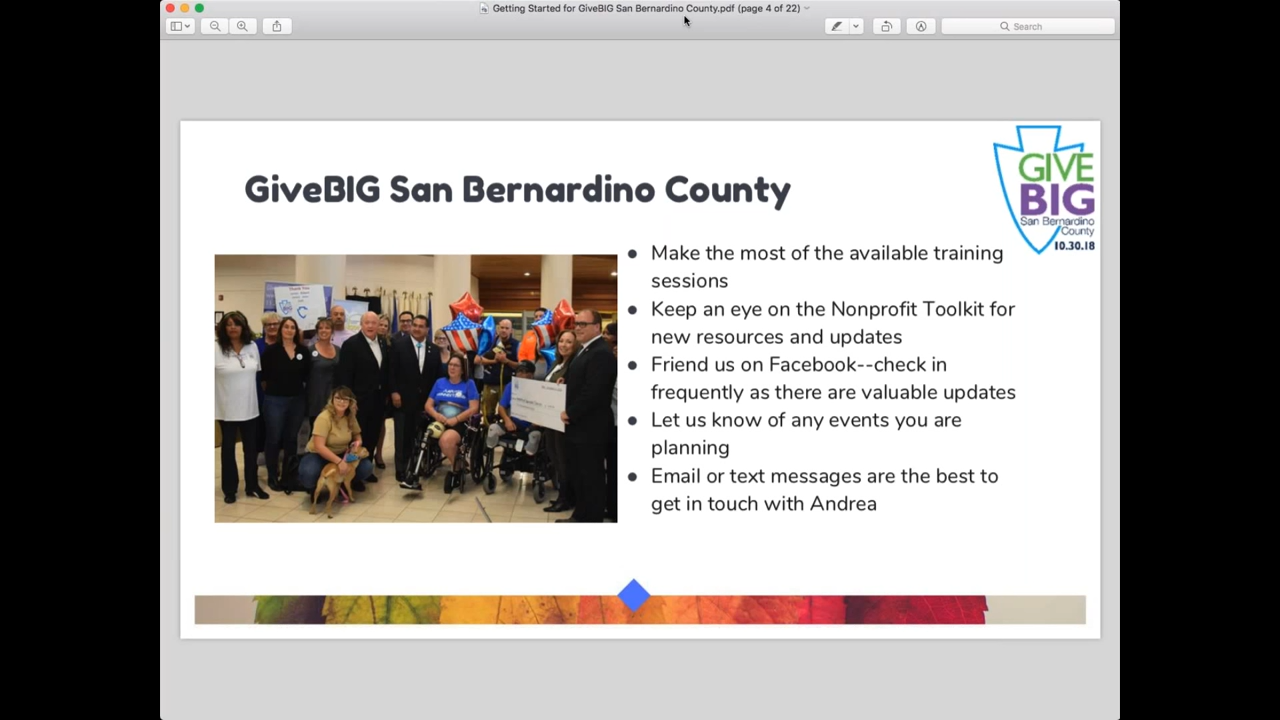 Getting Started for GiveBIG San Bernardino County.pdf (page 4 of 22)
Search
GIVE
BIG
San Bernardino
County
10.30.18
GiveBIG San Bernardino County
● Make the most of the available training
sessions
● Keep an eye on the Nonprofit Toolkit for
new resources and updates
● Friend us on Facebook--check in
frequently as there are valuable updates
● Let us know of any events you are
planning
● Email or text messages are the best to
get in touch with Andrea